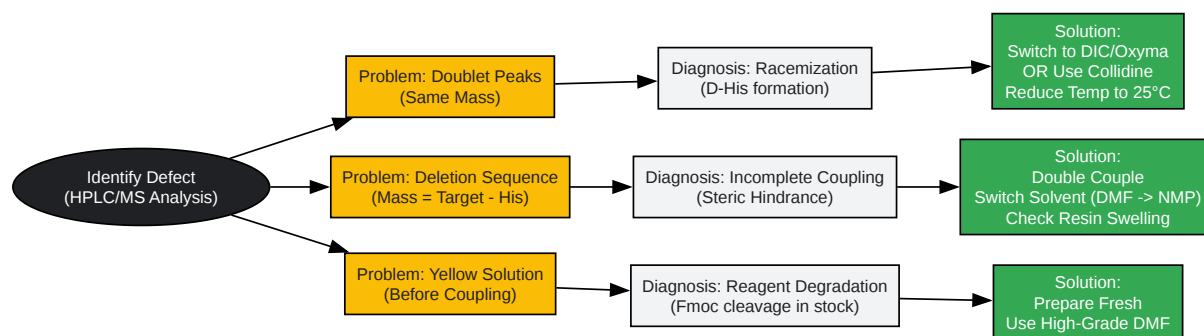 Identify Defect
(HPLC/MS Analysis)
Problem: Doublet Peaks
(Same Mass)
Diagnosis: Racemization
(D-His formation)
Solution:
Switch to DIC/Oxyma
OR Use Collidine
Reduce Temp to 25°C
Problem: Deletion Sequence
(Mass = Target - His)
Diagnosis: Incomplete Coupling
(Steric Hindrance)
Solution:
Double Couple
Switch Solvent (DMF -> NMP)
Check Resin Swelling
Problem: Yellow Solution
(Before Coupling)
Diagnosis: Reagent Degradation
(Fmoc cleavage in stock)
Solution:
Prepare Fresh
Use High-Grade DMF